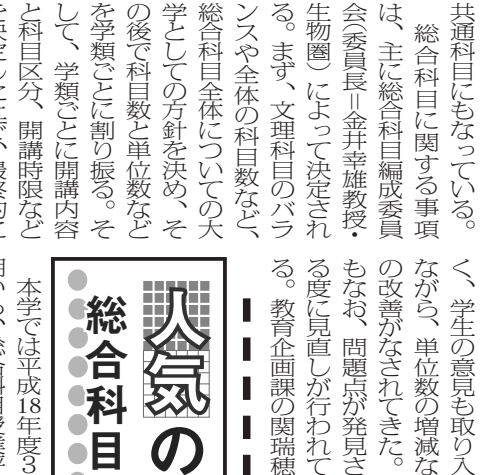 共通科目にもなっている。
総合科目に関する事項
は、主に総合科目編成委員
会(委員長=金井幸雄教授・
生物圏)によって決定され
る。まず、文理科目のバラ
ンスや全体の科目数など、
総合科目全体についての大
学としての方針を決め、そ
の後で科目数と単位数など
を学類ごとに割り振る。そ
して、学類ごとに開講内容
と科目区分、開講時限など
く、学生の意見も取り入
ながら、単位数の増減な
の改善がなされてきた。
もなお、問題点が発見さ
る度に見直しが行われて
る。教育企画課の関瑞穂
人気の
総合科目
本学では平成18年度3